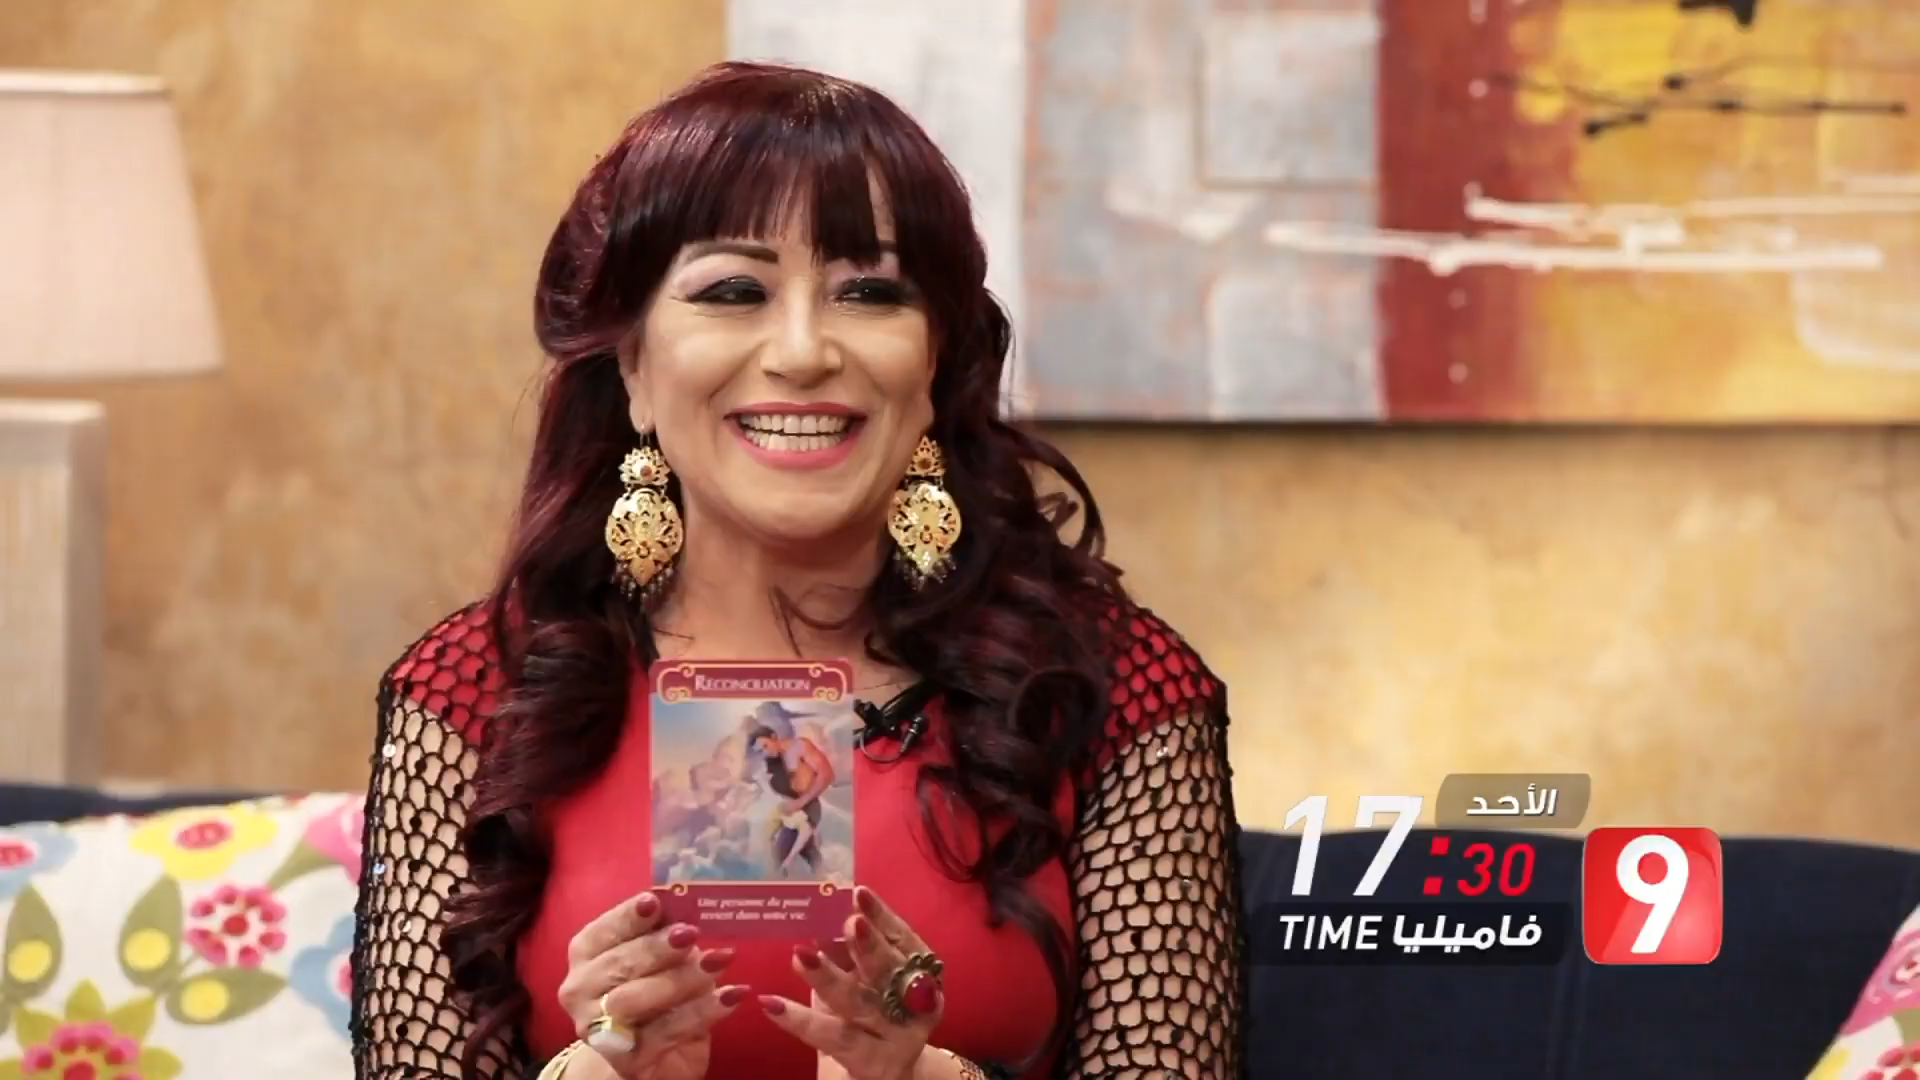 RECONCILIATION
Une personne du passé
revient dans votre vie.
الأحد
17:30
فاميليا TIME
9